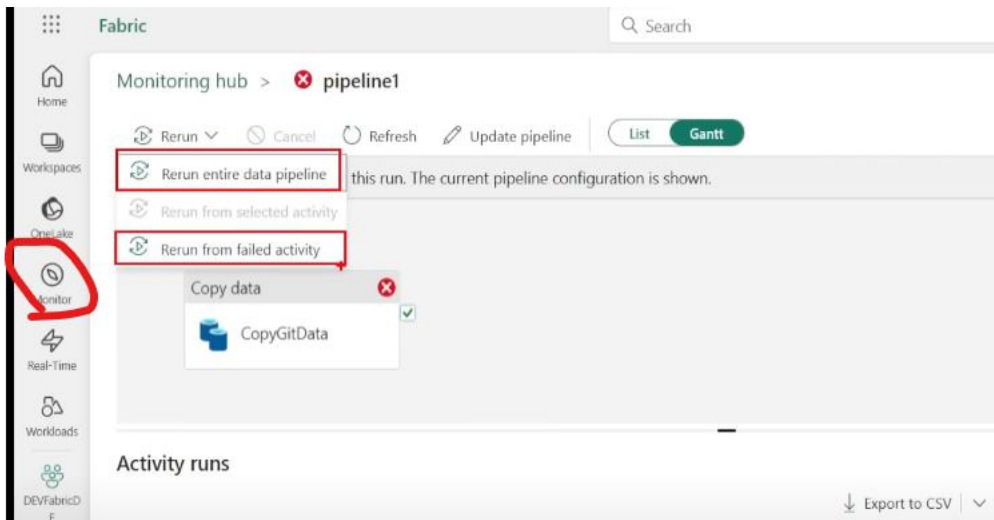 Fabric
Search
Home
Workspaces
OneLake
Monitor
Real-Time
Workloads
DEVFabricD
F
Monitoring hub > pipeline1
Rerun Cancel Refresh Update pipeline List Gantt
Rerun entire data pipeline
this run. The current pipeline configuration is shown.
Rerun from selected activity
Rerun from failed activity
Copy data
CopyGitData
Activity runs
Export to CSV